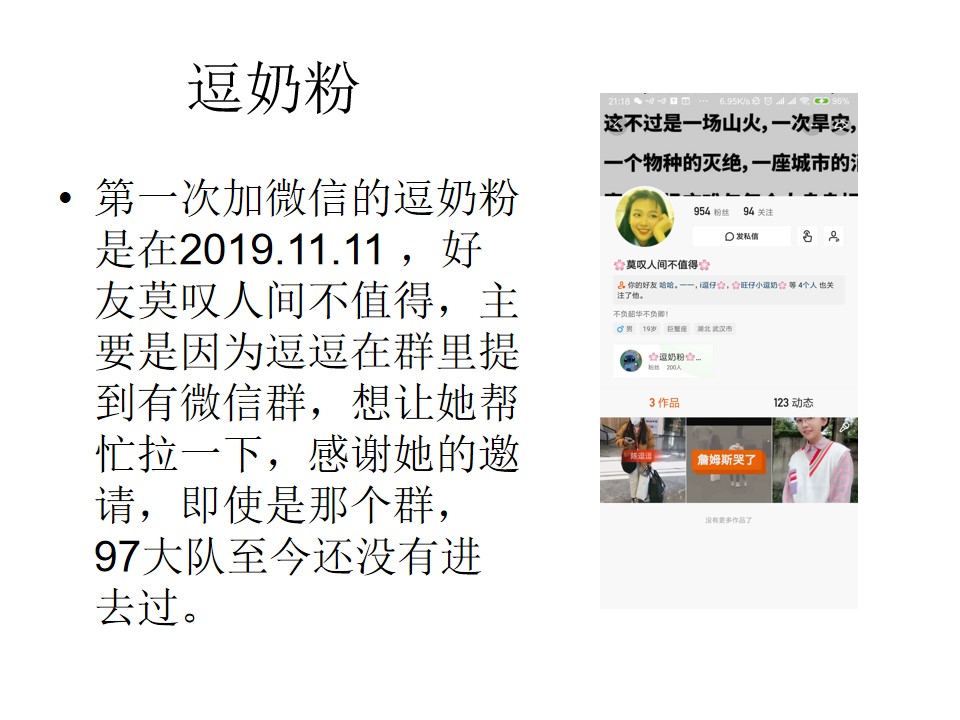 逗奶粉
• 第一次加微信的逗奶粉
是在2019.11.11 ，好
友莫叹人间不值得，主
要是因为逗逗在群里提
到有微信群，想让她帮
忙拉一下，感谢她的邀
请，即使是那个群，
97大队至今还没有进
去过。
21:18 ··· 6.95K/s 96%
这不过是一场山火，一次旱灾，
一个物种的灭绝，一座城市的
954 粉丝 94 关注
发私信
🌸莫叹人间不值得🌸
你的好友 哈哈。一一，i逗仔🌸，🌸旺仔小逗奶🌸 等 4个人 也关
注了他。
不负韶华不负卿！
♂ 男 19岁 巨蟹座 湖北 武汉市
🌸逗奶粉🌸...
粉丝 200人
3 作品 123 动态
陈逗逗
詹姆斯哭了
没有更多作品了